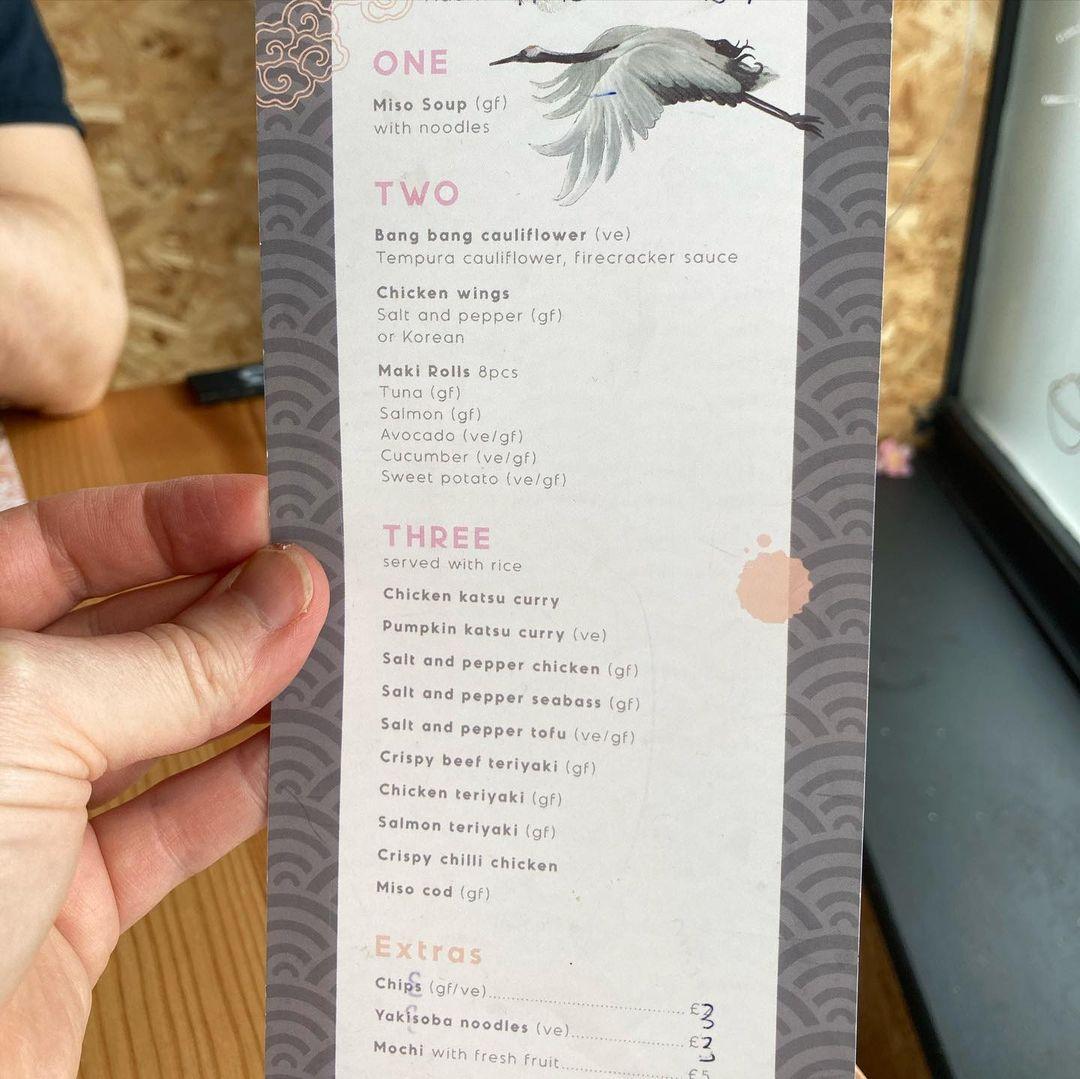 ONE
Miso Soup (gf)
with noodles
TWO
Bang bang cauliflower (ve)
Tempura cauliflower, firecracker sauce
Chicken wings
Salt and pepper (gf)
or Korean
Maki Rolls 8pcs
Tuna (gf)
Salmon (gf)
Avocado (ve/gf)
Cucumber (ve/gf)
Sweet potato (ve/gf)
THREE
served with rice
Chicken katsu curry
Pumpkin katsu curry (ve)
Salt and pepper chicken (gf)
Salt and pepper seabass (gf)
Salt and pepper tofu (ve/gf)
Crispy beef teriyaki (gf)
Chicken teriyaki (gf)
Salmon teriyaki (gf)
Crispy chilli chicken
Miso cod (gf)
Extras
Chips (gf/ve)........................................ £3
Yakisoba noodles (ve)........................ £3
Mochi with fresh fruit......................... £5